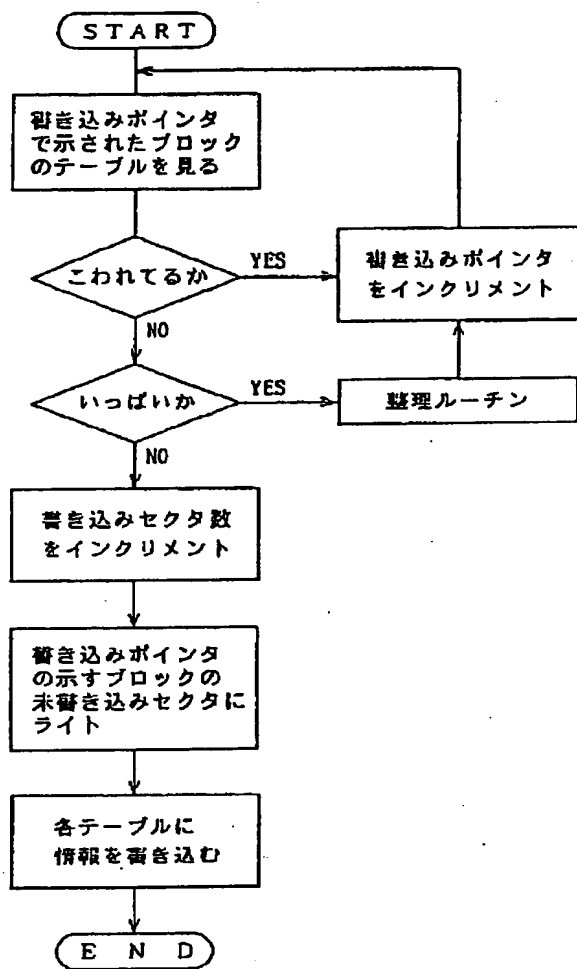 START
書き込みポインタ
で示されたブロック
のテーブルを見る
こわれてるか
YES
書き込みポインタ
をインクリメント
NO
いっぱいか
YES
整理ルーチン
NO
書き込みセクタ数
をインクリメント
書き込みポインタ
の示すブロックの
未書き込みセクタに
ライト
各テーブルに
情報を書き込む
END